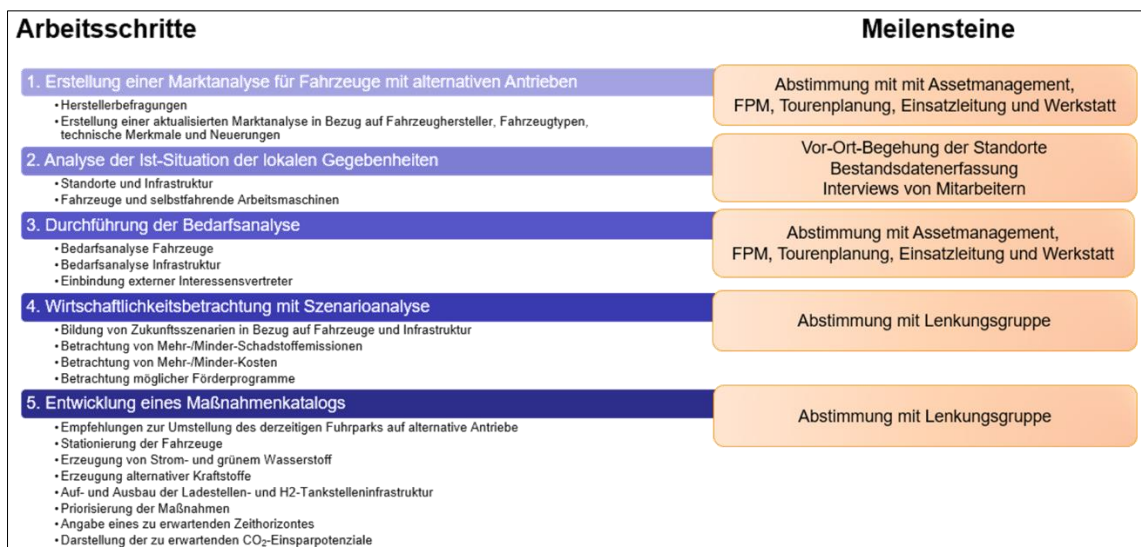 Arbeitsschritte
Meilensteine
1. Erstellung einer Marktanalyse für Fahrzeuge mit alternativen Antrieben
• Herstellerbefragungen
• Erstellung einer aktualisierten Marktanalyse in Bezug auf Fahrzeughersteller, Fahrzeugtypen,
technische Merkmale und Neuerungen
Abstimmung mit mit Assetmanagement,
FPM, Tourenplanung, Einsatzleitung und Werkstatt
2. Analyse der Ist-Situation der lokalen Gegebenheiten
• Standorte und Infrastruktur
• Fahrzeuge und selbstfahrende Arbeitsmaschinen
Vor-Ort-Begehung der Standorte
Bestandsdatenerfassung
Interviews von Mitarbeitern
3. Durchführung der Bedarfsanalyse
• Bedarfsanalyse Fahrzeuge
• Bedarfsanalyse Infrastruktur
• Einbindung externer Interessensvertreter
Abstimmung mit Assetmanagement,
FPM, Tourenplanung, Einsatzleitung und Werkstatt
4. Wirtschaftlichkeitsbetrachtung mit Szenarioanalyse
• Bildung von Zukunftsszenarien in Bezug auf Fahrzeuge und Infrastruktur
• Betrachtung von Mehr-/Minder-Schadstoffemissionen
• Betrachtung von Mehr-/Minder-Kosten
• Betrachtung möglicher Förderprogramme
Abstimmung mit Lenkungsgruppe
5. Entwicklung eines Maßnahmenkatalogs
• Empfehlungen zur Umstellung des derzeitigen Fuhrparks auf alternative Antriebe
• Stationierung der Fahrzeuge
• Erzeugung von Strom- und grünem Wasserstoff
• Erzeugung alternativer Kraftstoffe
• Auf- und Ausbau der Ladestellen- und H2-Tankstelleninfrastruktur
• Priorisierung der Maßnahmen
• Angabe eines zu erwartenden Zeithorizontes
• Darstellung der zu erwartenden CO₂-Einsparpotenziale
Abstimmung mit Lenkungsgruppe